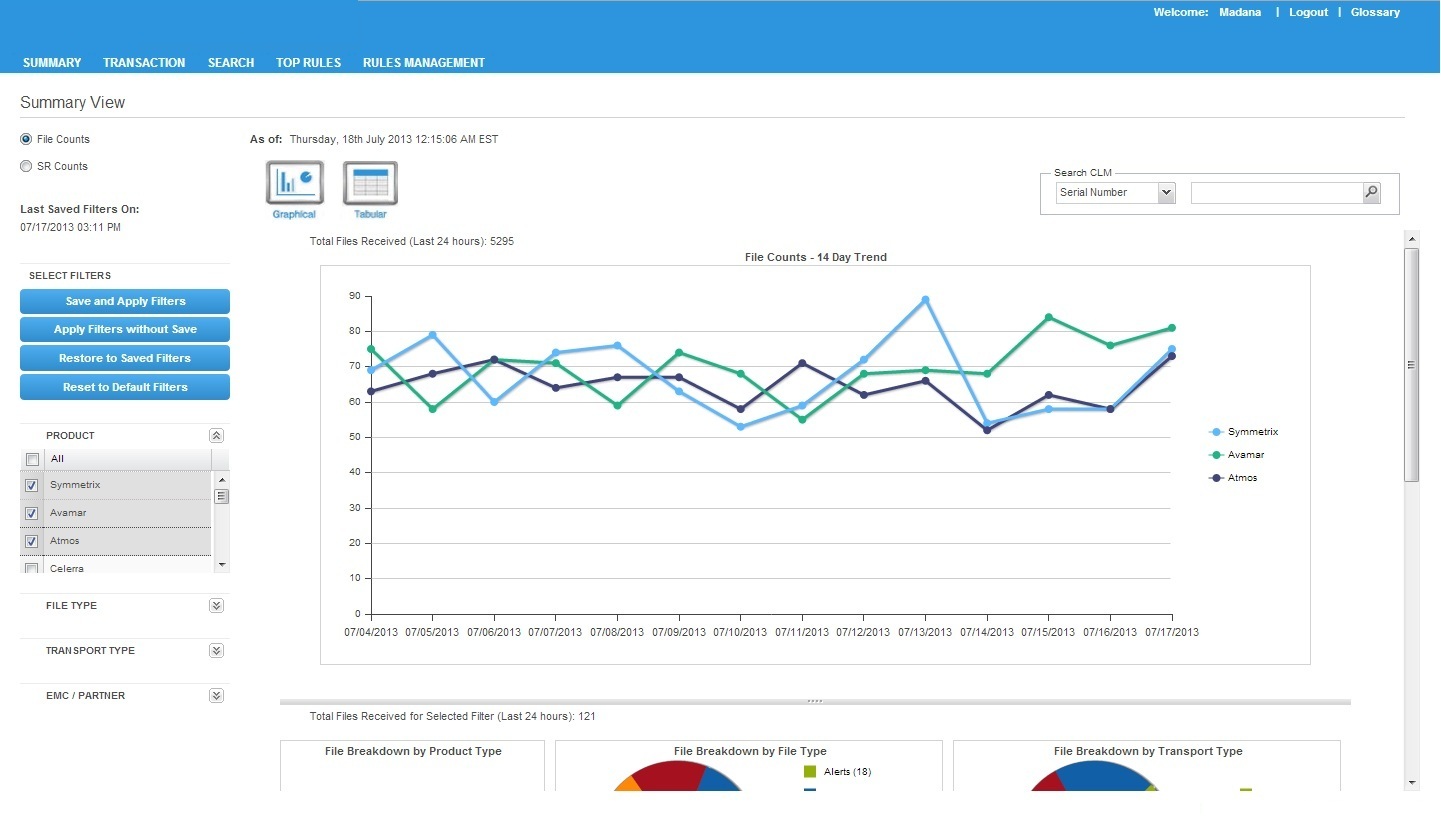 Welcome: Madana | Logout | Glossary
SUMMARY TRANSACTION SEARCH TOP RULES RULES MANAGEMENT
Summary View
File Counts
SR Counts
Last Saved Filters On:
07/17/2013 03:11 PM
SELECT FILTERS
Save and Apply Filters
Apply Filters without Save
Restore to Saved Filters
Reset to Default Filters
PRODUCT
All
Symmetrix
Avamar
Atmos
Celerra
FILE TYPE
TRANSPORT TYPE
EMC / PARTNER
As of: Thursday, 18th July 2013 12:15:06 AM EST
Graphical
Tabular
Search CLM
Serial Number
Total Files Received (Last 24 hours): 5295
File Counts - 14 Day Trend
90
80
70
60
50
40
30
20
10
0
07/04/2013 07/05/2013 07/06/2013 07/07/2013 07/08/2013 07/09/2013 07/10/2013 07/11/2013 07/12/2013 07/13/2013 07/14/2013 07/15/2013 07/16/2013 07/17/2013
Symmetrix
Avamar
Atmos
Total Files Received for Selected Filter (Last 24 hours): 121
File Breakdown by Product Type
File Breakdown by File Type
Alerts (18)
File Breakdown by Transport Type